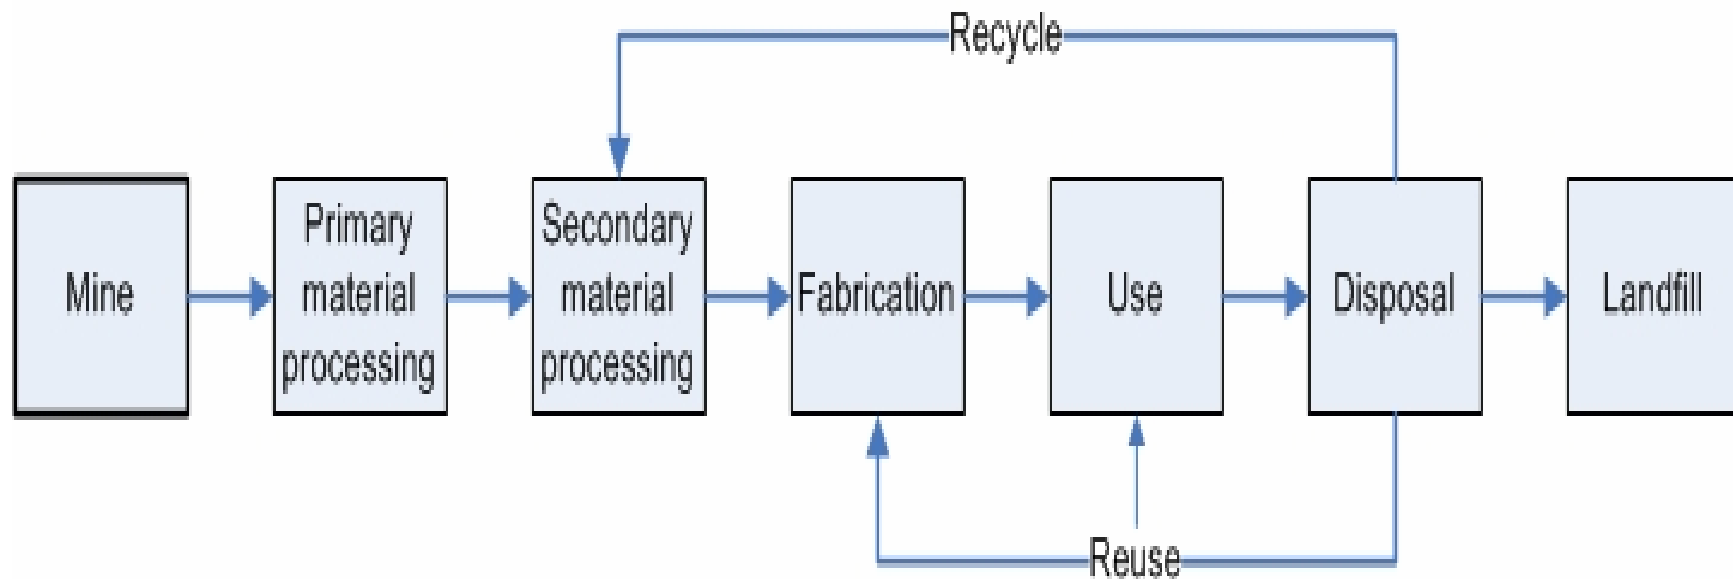 Recycle
Mine
Primary
material
processing
Secondary
material
processing
Fabrication
Use
Disposal
Landfill
Reuse